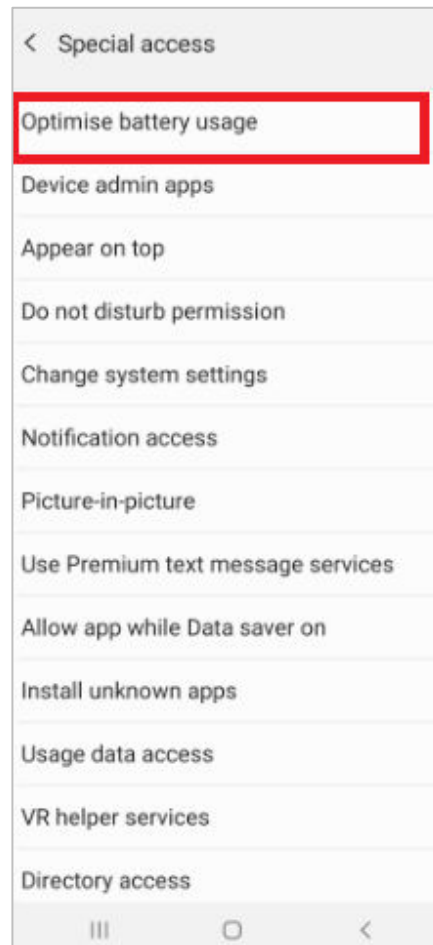 Special access
Optimise battery usage
Device admin apps
Appear on top
Do not disturb permission
Change system settings
Notification access
Picture-in-picture
Use Premium text message services
Allow app while Data saver on
Install unknown apps
Usage data access
VR helper services
Directory access